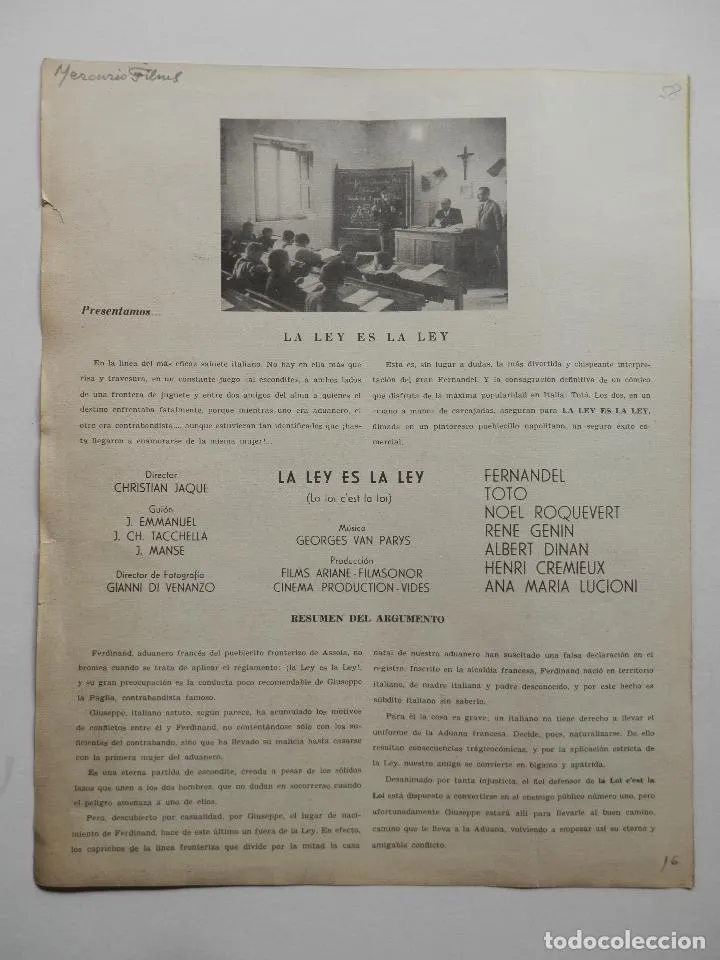 Mercurio Films
58
Presentamos...
LA LEY ES LA LEY
En la línea del más eficaz sainete italiano. No hay en ella más que
risa y travesura, en un constante juego ¡al escondite!, a ambos lados
de una frontera de juguete y entre dos amigos del alma a quienes el
destino enfrentaba fatalmente, porque mientras uno era aduanero, el
otro era contrabandista..., aunque estuvieran tan identificados que ¡has-
ta llegaron a enamorarse de la misma mujer!...
Esta es, sin lugar a dudas, la más divertida y chispeante interpre-
tación del gran Fernandel. Y la consagración definitiva de un cómico
que disfruta de la máxima popularidad en Italia: Totó. Los dos, en un
mano a mano de carcajadas, aseguran para LA LEY ES LA LEY,
filmada en un pintoresco pueblecillo napolitano, un seguro éxito co-
mercial.
Director
CHRISTIAN JAQUE
Guión
J. EMMANUEL
J. CH. TACCHELLA
J. MANSE
Director de Fotografía
GIANNI DI VENANZO
LA LEY ES LA LEY
(La loi c'est la loi)
Música
GEORGES VAN PARYS
Producción
FILMS ARIANE-FILMSONOR
CINEMA PRODUCTION-VIDES
FERNANDEL
TOTO
NOEL ROQUEVERT
RENE GENIN
ALBERT DINAN
HENRI CREMIEUX
ANA MARIA LUCIONI
RESUMEN DEL ARGUMENTO
Ferdinand, aduanero francés del pueblecito fronterizo de Assola, no
bromea cuando se trata de aplicar el reglamento: ¡la Ley es la Ley!,
y su gran preocupación es la conducta poco recomendable de Giuseppe
la Paglia, contrabandista famoso.
Giuseppe, italiano astuto, según parece, ha acumulado los motivos
de conflictos entre él y Ferdinand, no contentándose sólo con los su-
ficientes del contrabando, sino que ha llevado su malicia hasta casarse
con la primera mujer del aduanero.
Es una eterna partida de escondite, creada a pesar de los sólidos
lazos que unen a los dos hombres, que no dudan en socorrerse cuando
el peligro amenaza a uno de ellos.
Pero, descubierto por casualidad, por Giuseppe, el lugar de naci-
miento de Ferdinand, hace de este último un fuera de la Ley. En efecto,
los caprichos de la línea fronteriza que divide por la mitad la casa
natal de nuestro aduanero han suscitado una falsa declaración en el
registro. Inscrito en la alcaldía francesa, Ferdinand nació en territorio
italiano, de madre italiana y padre desconocido, y por este hecho es
súbdito italiano sin saberlo.
Para él la cosa es grave, un italiano no tiene derecho a llevar el
uniforme de la Aduana francesa. Decide, pues, naturalizarse. De ello
resultan consecuencias trágicocómicas, y por la aplicación estricta de
la Ley, nuestro amigo se convierte en bígamo y apátrida.
Desanimado por tanta injusticia, el fiel defensor de la Loi c'est la
Loi está dispuesto a convertirse en el enemigo público número uno, pero
afortunadamente Giuseppe estará allí para llevarle al buen camino,
camino que le lleva a la Aduana, volviendo a empezar así su eterno y
amigable conflicto.
16
todocoleccion.net